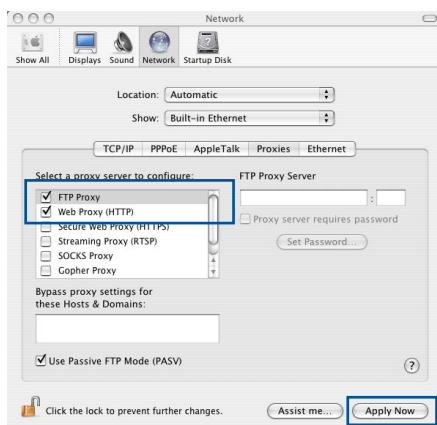 Network
Show All Displays Sound Network Startup Disk
Location: Automatic
Show: Built-in Ethernet
TCP/IP PPPoE AppleTalk Proxies Ethernet
Select a proxy server to configure: FTP Proxy Server
FTP Proxy
:
Web Proxy (HTTP)
Proxy server requires password
Secure Web Proxy (HTTPS)
Streaming Proxy (RTSP) Set Password...
SOCKS Proxy
Gopher Proxy
Bypass proxy settings for
these Hosts & Domains:
Use Passive FTP Mode (PASV)
?
Click the lock to prevent further changes. Assist me... Apply Now